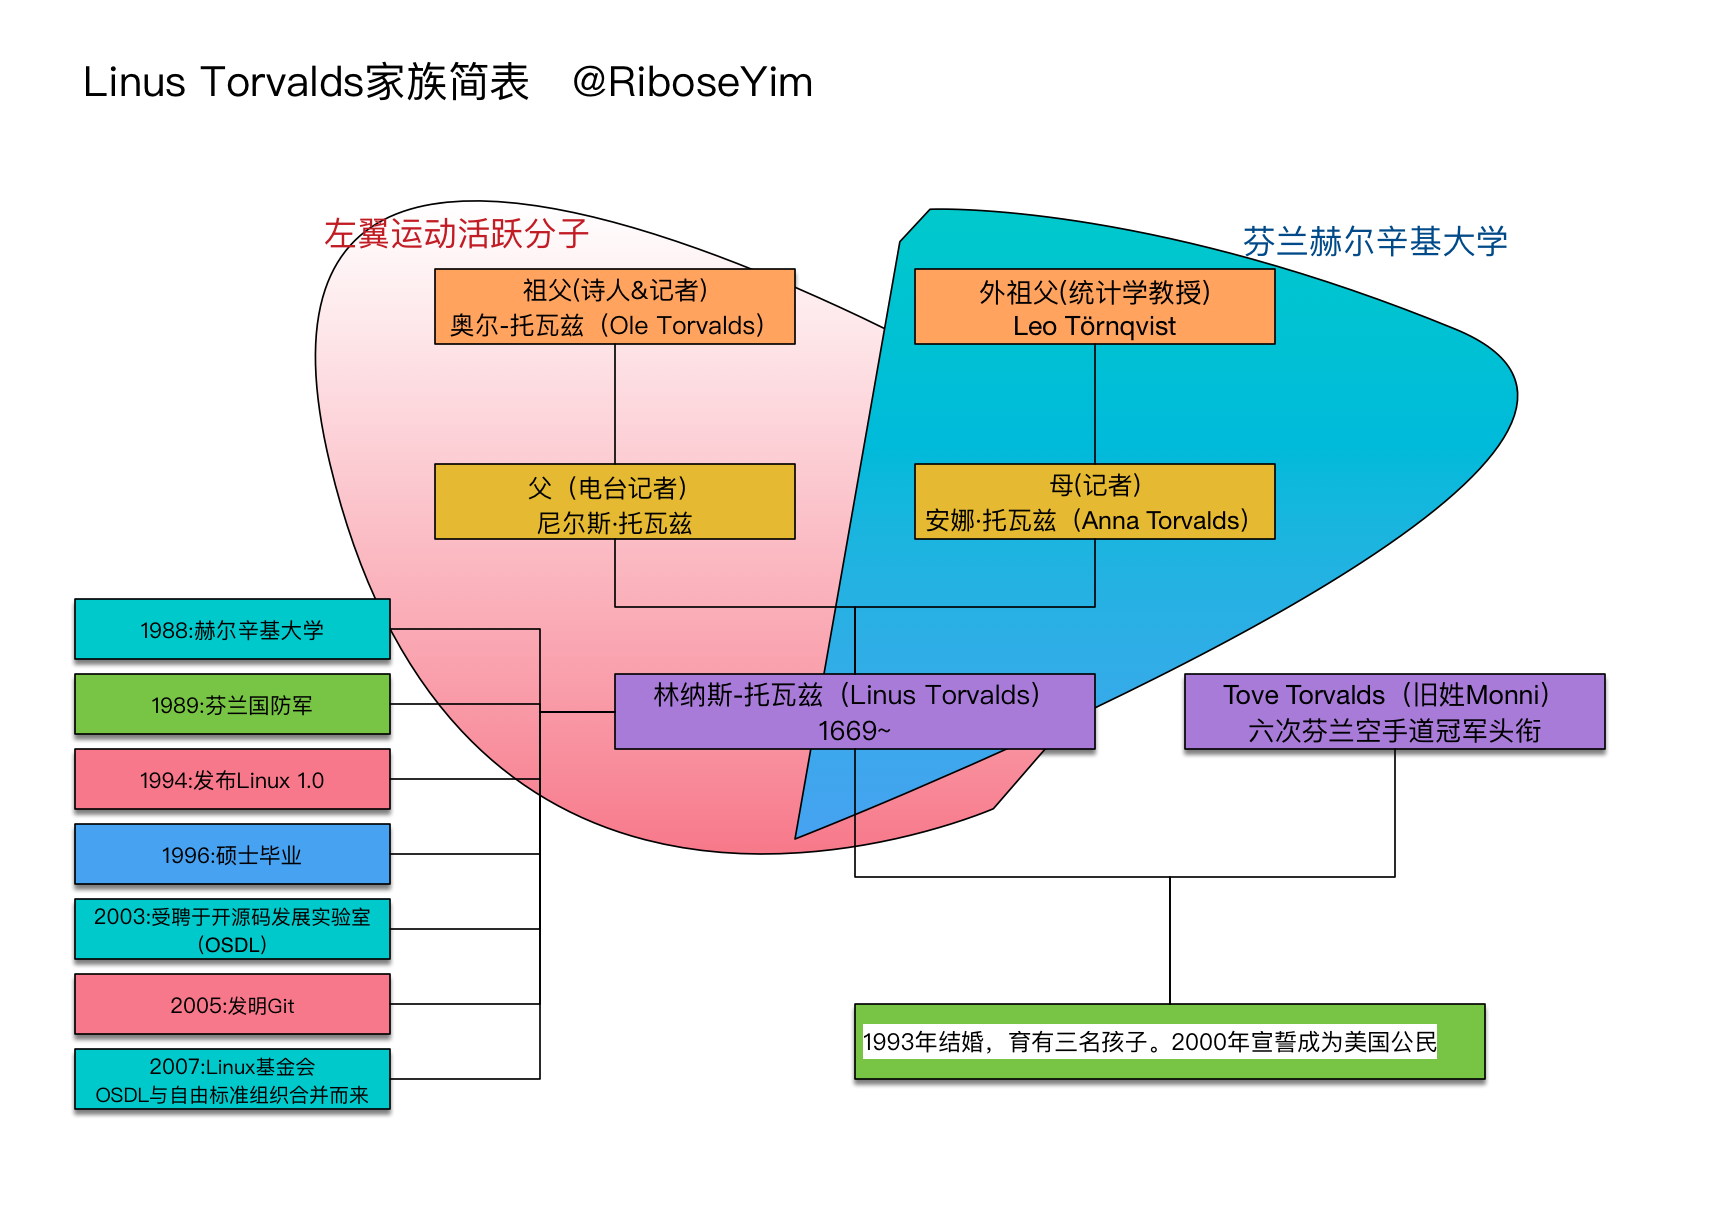 Linus Torvalds家族简表 @RiboseYim
左翼运动活跃分子
芬兰赫尔辛基大学
祖父(诗人&记者)
奥尔-托瓦兹（Ole Torvalds）
外祖父(统计学教授)
Leo Törnqvist
父（电台记者）
尼尔斯·托瓦兹
母(记者)
安娜·托瓦兹（Anna Torvalds）
林纳斯-托瓦兹（Linus Torvalds）
1669~
Tove Torvalds（旧姓Monni）
六次芬兰空手道冠军头衔
1988:赫尔辛基大学
1989:芬兰国防军
1994:发布Linux 1.0
1996:硕士毕业
2003:受聘于开源码发展实验室
（OSDL）
2005:发明Git
2007:Linux基金会
OSDL与自由标准组织合并而来
1993年结婚，育有三名孩子。2000年宣誓成为美国公民